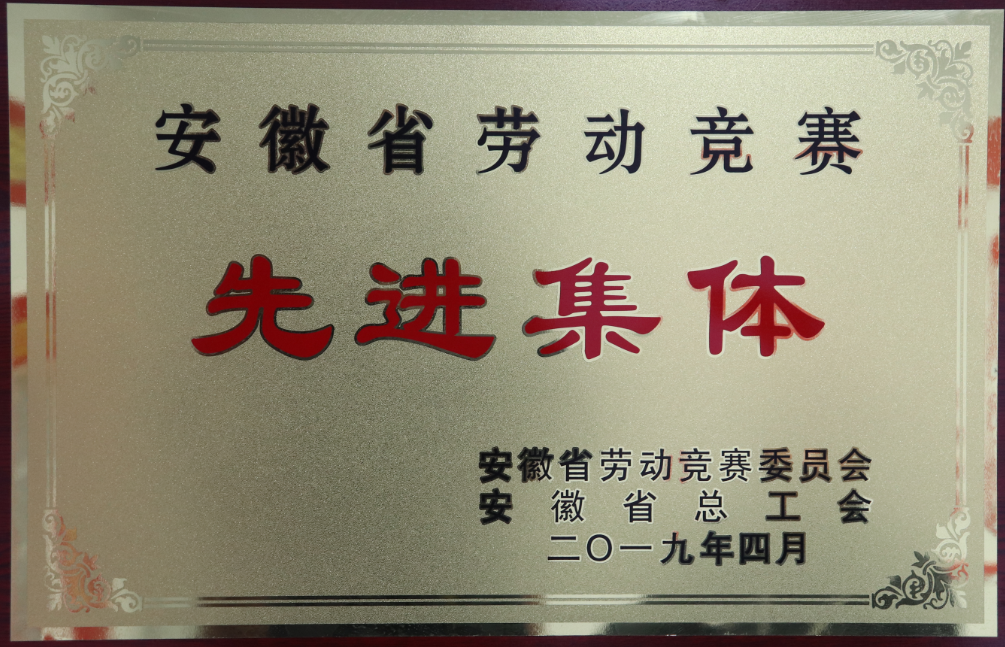 安徽省劳动竞赛
先进集体
安徽省劳动竞赛委员会
安徽省总工会
二〇一九年四月